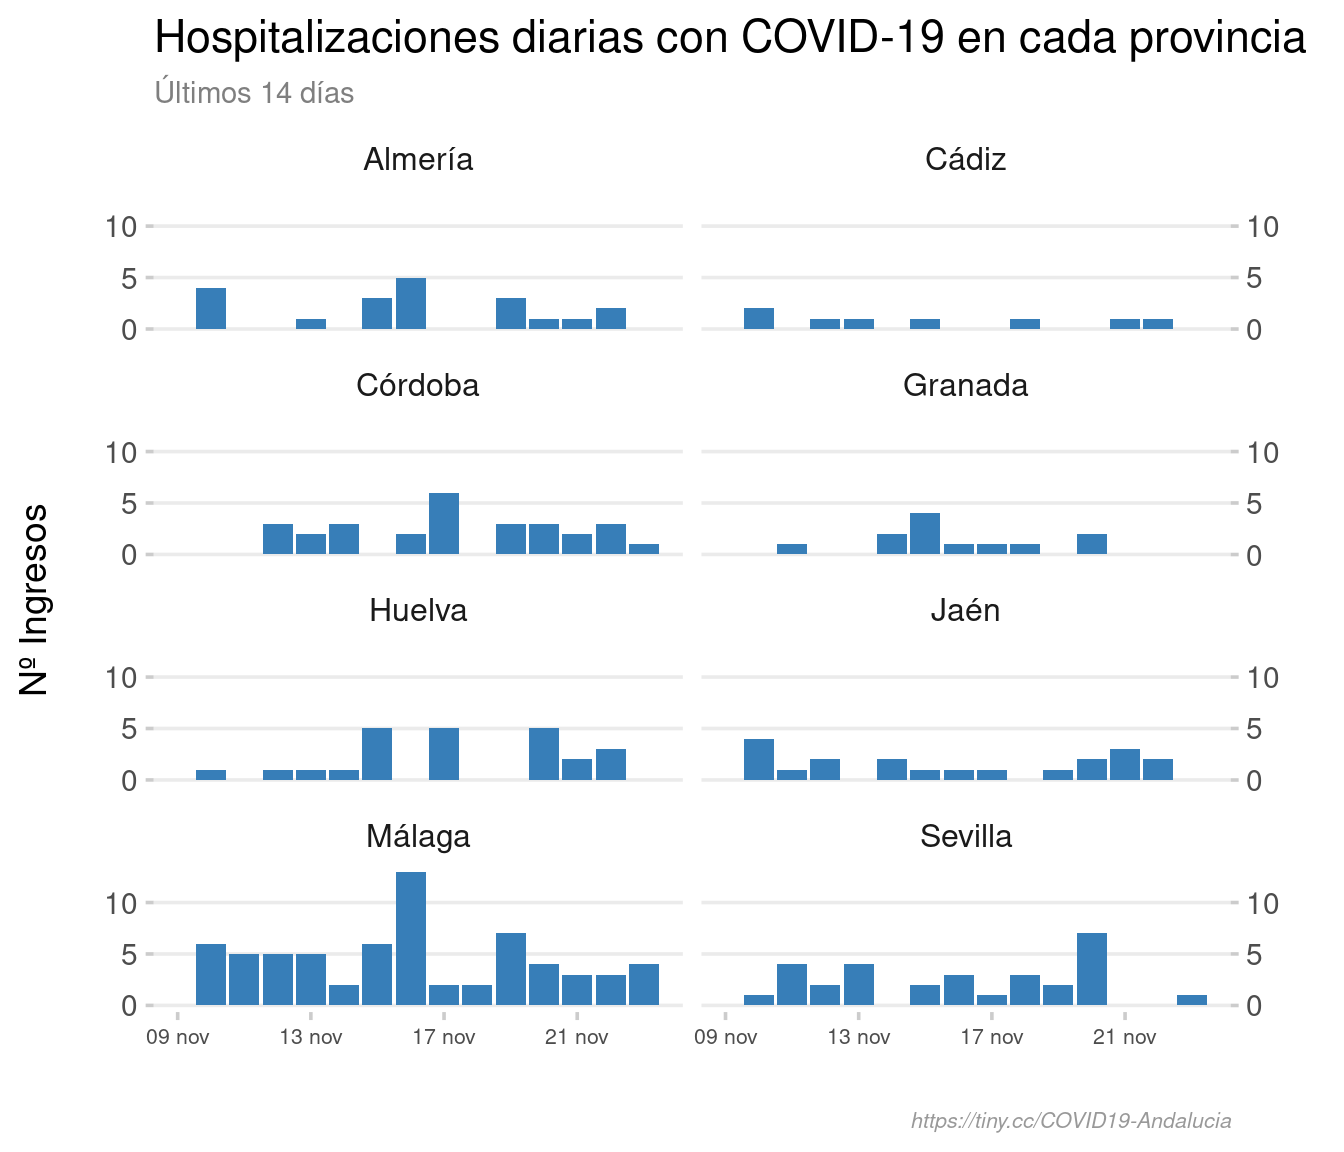 Hospitalizaciones diarias con COVID-19 en cada provincia
Últimos 14 días
Almería
Cádiz
10
5
0
10
5
0
Córdoba
Granada
10
5
0
10
5
0
Nº Ingresos
Huelva
Jaén
10
5
0
10
5
0
Málaga
Sevilla
10
5
0
10
5
0
09 nov 13 nov 17 nov 21 nov
09 nov 13 nov 17 nov 21 nov
https://tiny.cc/COVID19-Andalucia